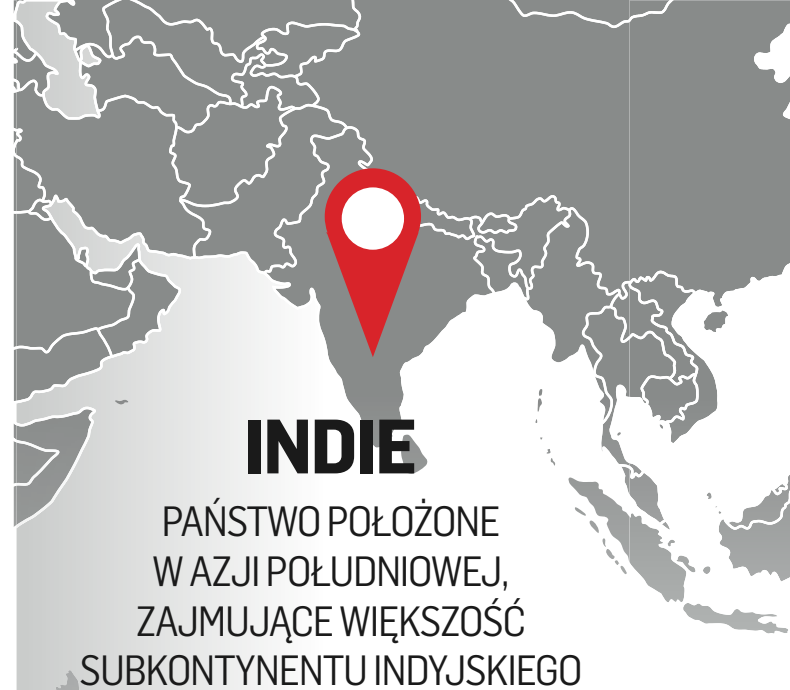 INDIE
PAŃSTWO POŁOŻONE
W AZJI POŁUDNIOWEJ,
ZAJMUJĄCE WIĘKSZOŚĆ
SUBKONTYNENTU INDYJSKIEGO